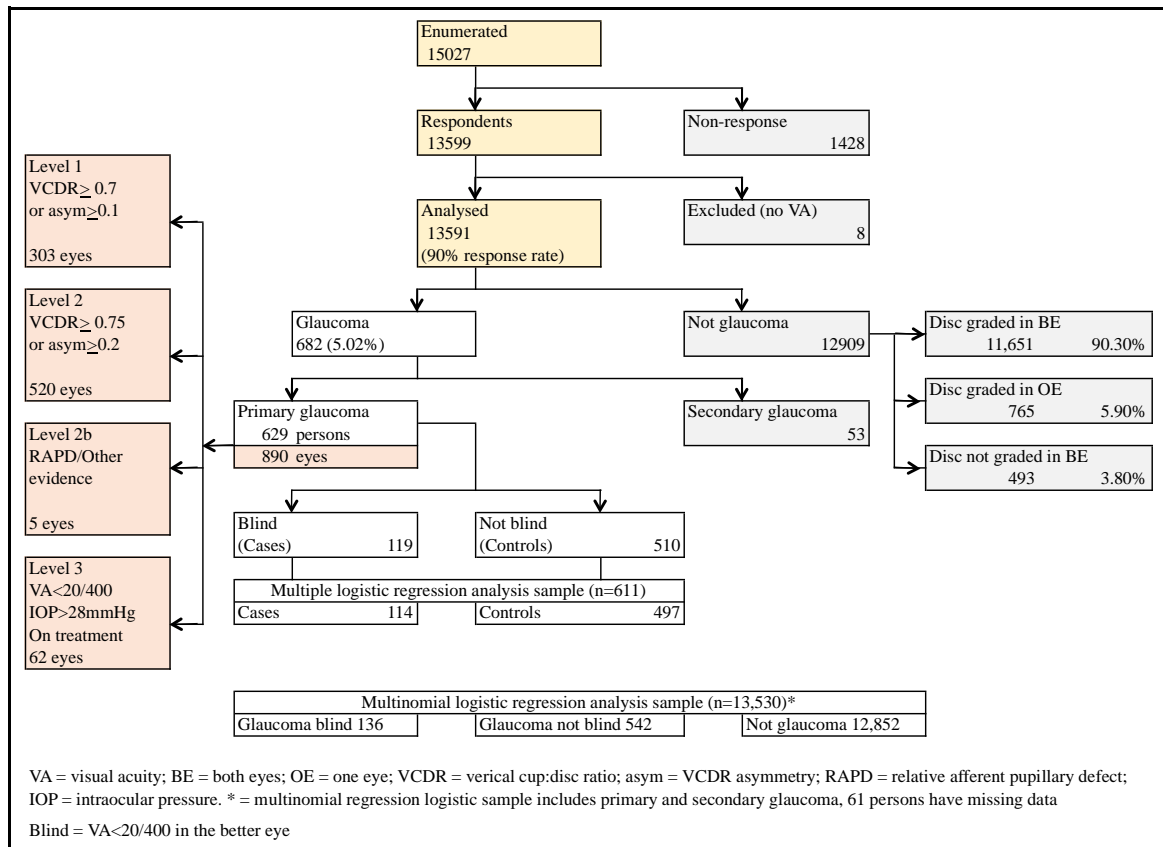 Enumerated
15027
Respondents
13599
Non-response
1428
Level 1
VCDR≥ 0.7
or asym≥0.1
303 eyes
Analysed
13591
(90% response rate)
Excluded (no VA)
8
Level 2
VCDR≥ 0.75
or asym≥0.2
520 eyes
Glaucoma
682 (5.02%)
Not glaucoma
12909
Disc graded in BE
11,651 90.30%
Disc graded in OE
765 5.90%
Disc not graded in BE
493 3.80%
Primary glaucoma
629 persons
890 eyes
Secondary glaucoma
53
Level 2b
RAPD/Other
evidence
5 eyes
Blind
(Cases) 119
Not blind
(Controls) 510
Level 3
VA<20/400
IOP>28mmHg
On treatment
62 eyes
Multiple logistic regression analysis sample (n=611)
Cases 114 Controls 497
Multinomial logistic regression analysis sample (n=13,530)*
Glaucoma blind 136 Glaucoma not blind 542 Not glaucoma 12,852
VA = visual acuity; BE = both eyes; OE = one eye; VCDR = verical cup:disc ratio; asym = VCDR asymmetry; RAPD = relative afferent pupillary defect;
IOP = intraocular pressure. * = multinomial regression logistic sample includes primary and secondary glaucoma, 61 persons have missing data
Blind = VA<20/400 in the better eye